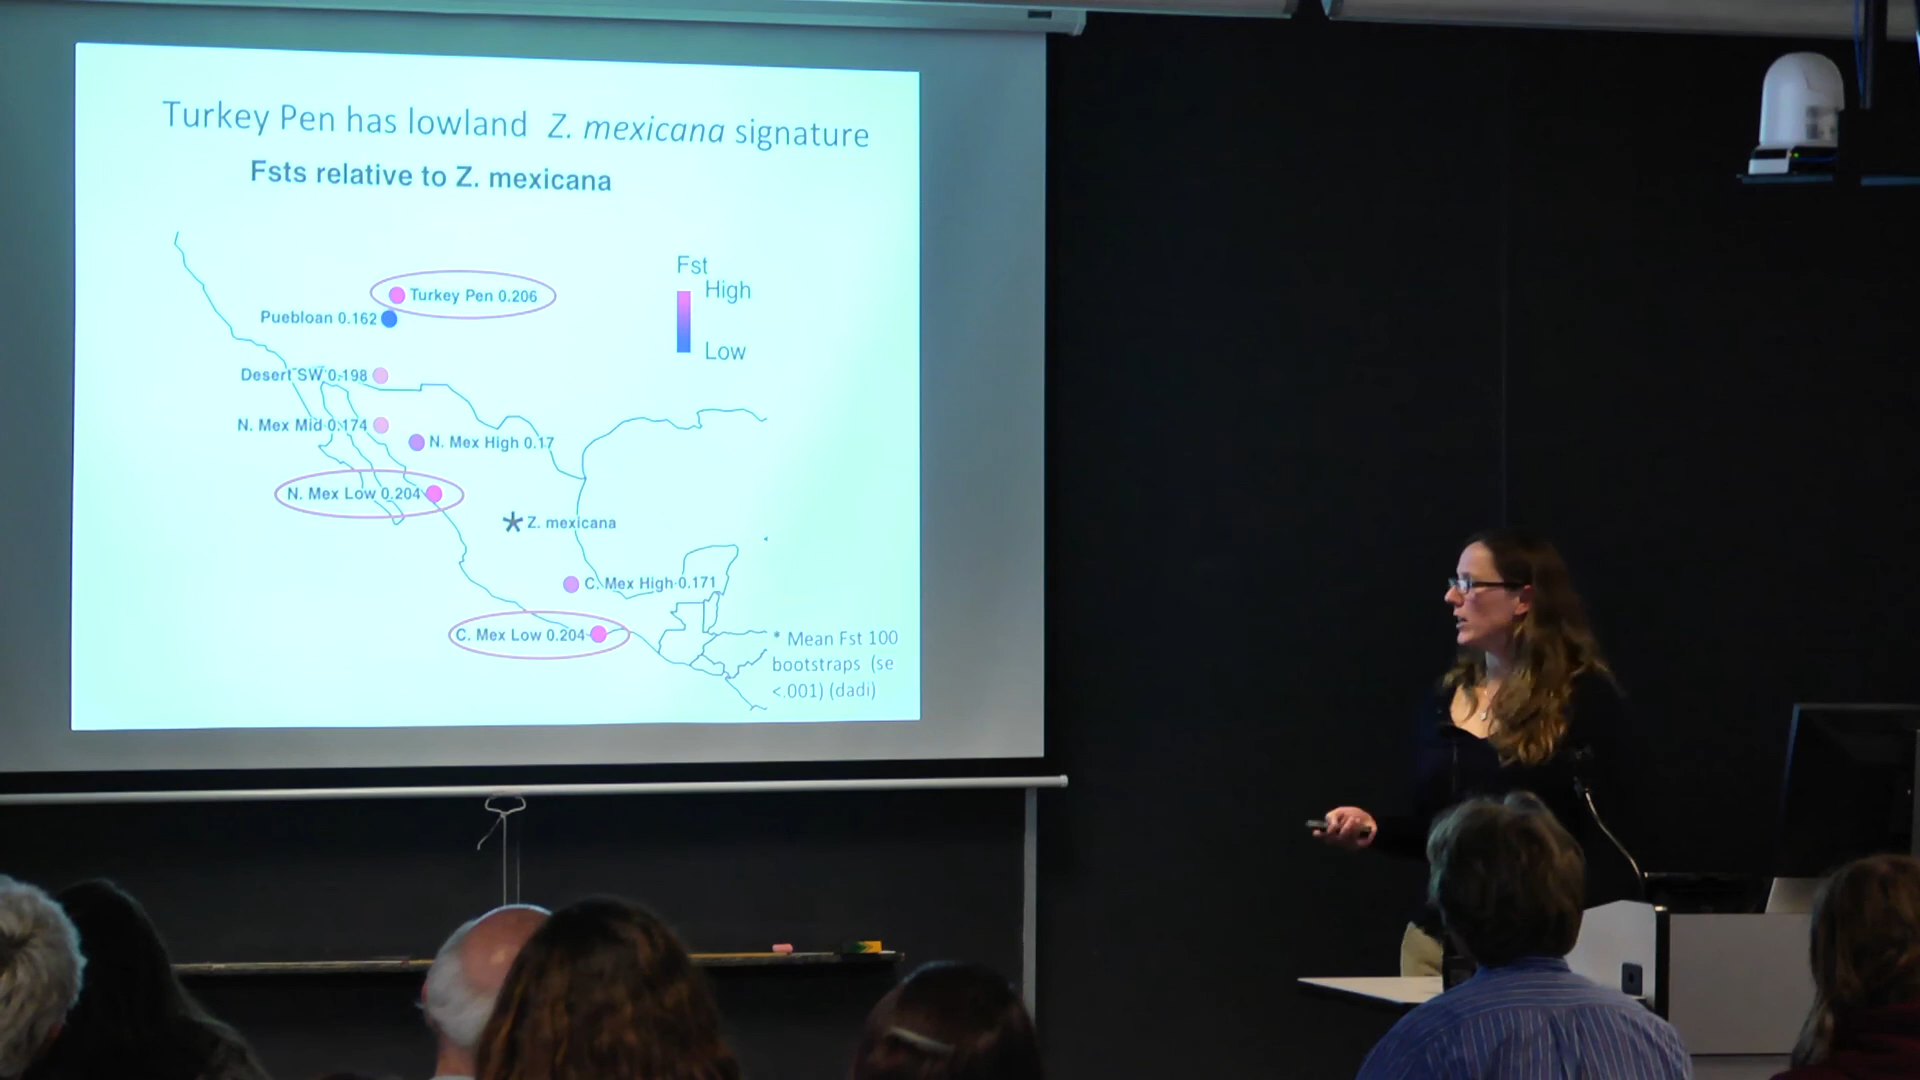 Turkey Pen has lowland Z. mexicana signature
Fsts relative to Z. mexicana
Fst
High
Low
Turkey Pen 0.206
Puebloan 0.162
Desert SW 0.198
N. Mex Mid 0.174
N. Mex High 0.17
N. Mex Low 0.204
Z. mexicana
C. Mex High 0.171
C. Mex Low 0.204
* Mean Fst 100
bootstraps (se
<.001) (dadi)